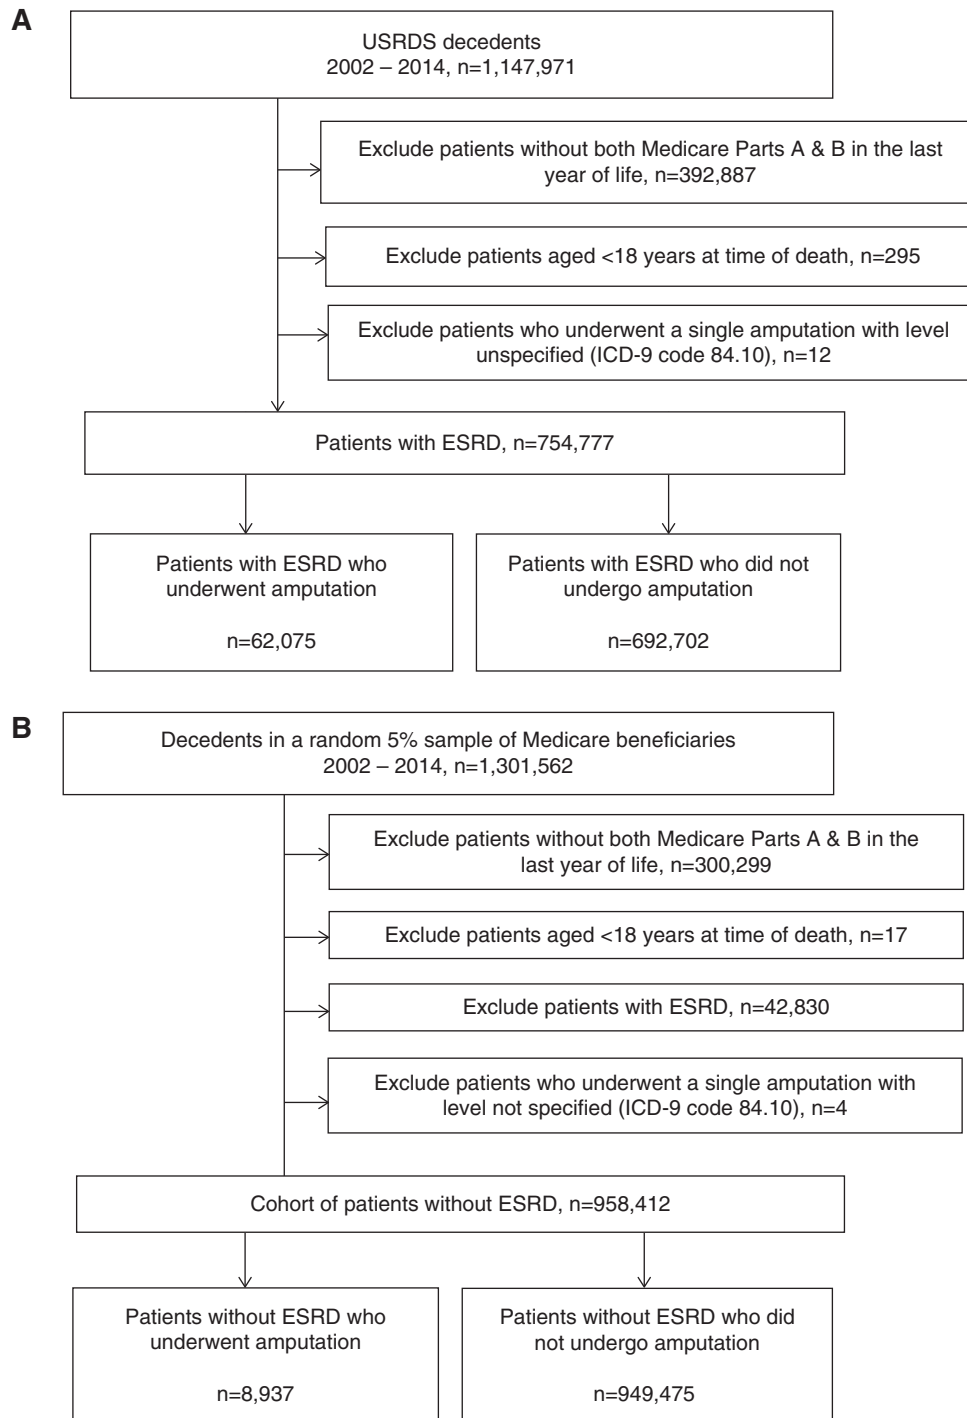 A
USRDS decedents
2002 – 2014, n=1,147,971
Exclude patients without both Medicare Parts A & B in the last
year of life, n=392,887
Exclude patients aged <18 years at time of death, n=295
Exclude patients who underwent a single amputation with level
unspecified (ICD-9 code 84.10), n=12
Patients with ESRD, n=754,777
Patients with ESRD who
underwent amputation
n=62,075
Patients with ESRD who did not
undergo amputation
n=692,702
B
Decedents in a random 5% sample of Medicare beneficiaries
2002 – 2014, n=1,301,562
Exclude patients without both Medicare Parts A & B in the
last year of life, n=300,299
Exclude patients aged <18 years at time of death, n=17
Exclude patients with ESRD, n=42,830
Exclude patients who underwent a single amputation with
level not specified (ICD-9 code 84.10), n=4
Cohort of patients without ESRD, n=958,412
Patients without ESRD who
underwent amputation
n=8,937
Patients without ESRD who did
not undergo amputation
n=949,475